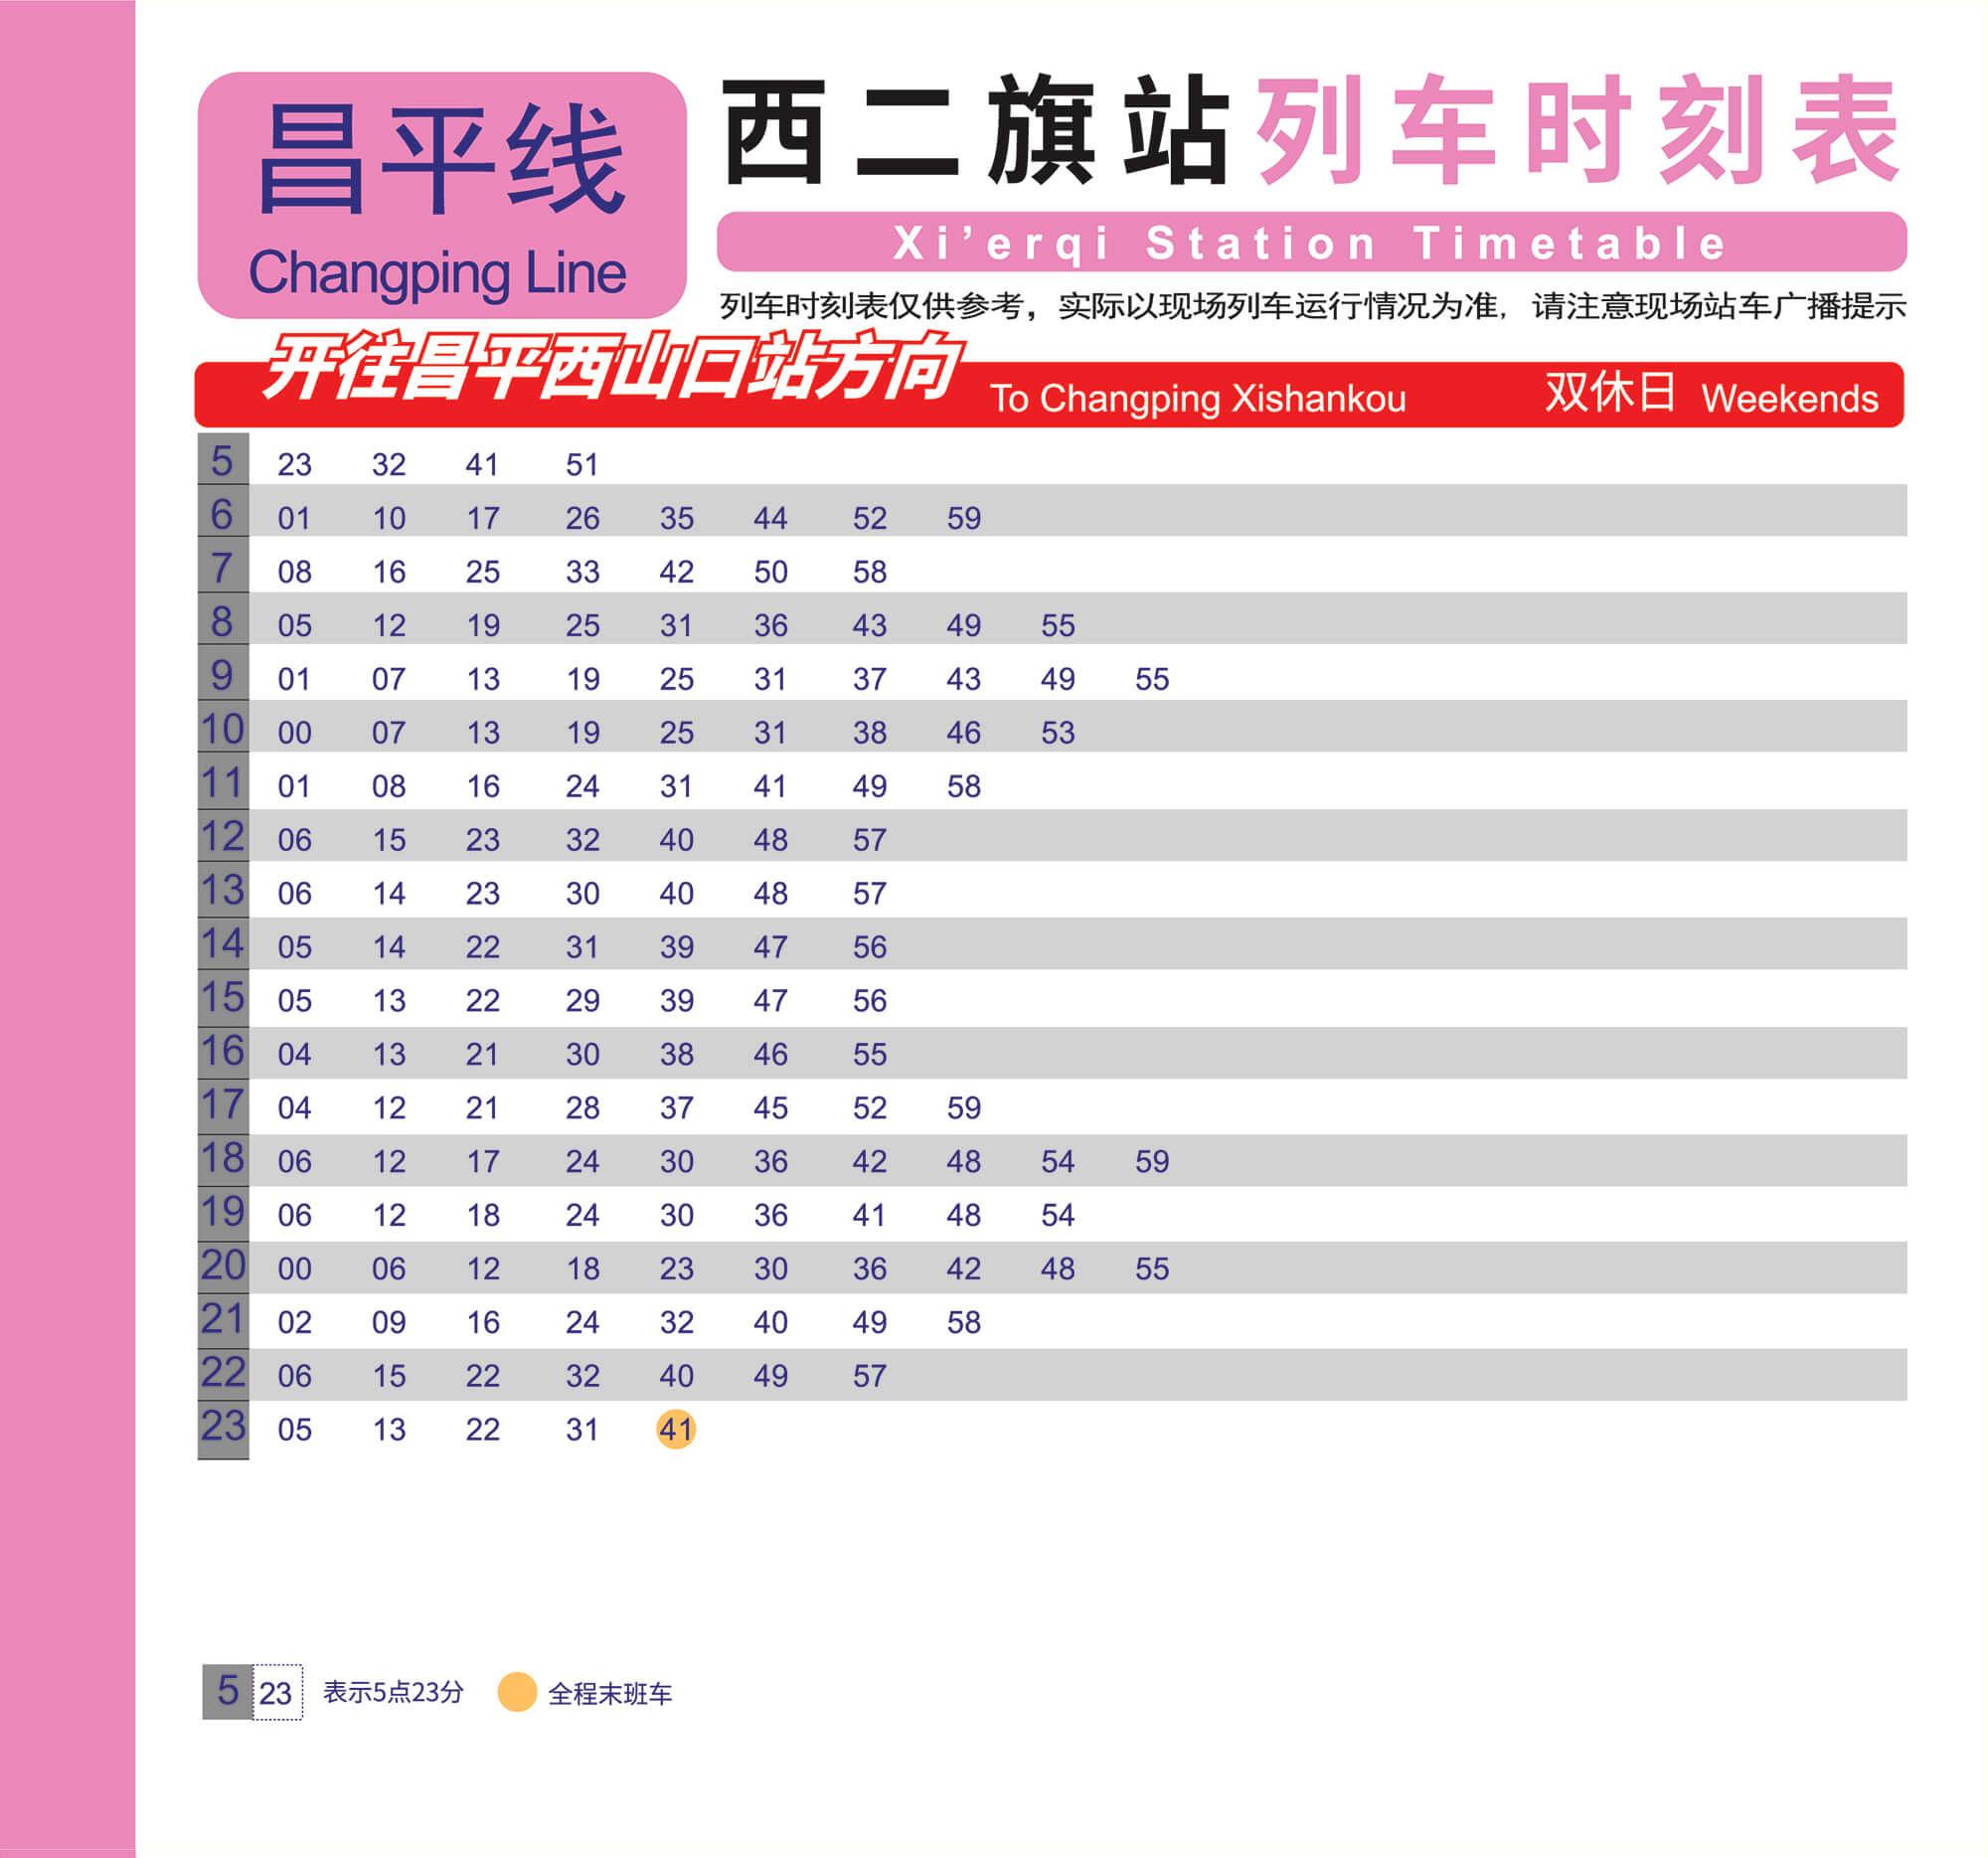 昌平线
Changping Line
西二旗站列车时刻表
Xi’erqi Station Timetable
列车时刻表仅供参考，实际以现场列车运行情况为准，请注意现场站车广播提示
开往昌平西山口站方向 To Changping Xishankou 双休日 Weekends
5 23 32 41 51
6 01 10 17 26 35 44 52 59
7 08 16 25 33 42 50 58
8 05 12 19 25 31 36 43 49 55
9 01 07 13 19 25 31 37 43 49 55
10 00 07 13 19 25 31 38 46 53
11 01 08 16 24 31 41 49 58
12 06 15 23 32 40 48 57
13 06 14 23 30 40 48 57
14 05 14 22 31 39 47 56
15 05 13 22 29 39 47 56
16 04 13 21 30 38 46 55
17 04 12 21 28 37 45 52 59
18 06 12 17 24 30 36 42 48 54 59
19 06 12 18 24 30 36 41 48 54
20 00 06 12 18 23 30 36 42 48 55
21 02 09 16 24 32 40 49 58
22 06 15 22 32 40 49 57
23 05 13 22 31 41
5 23 表示5点23分 全程末班车